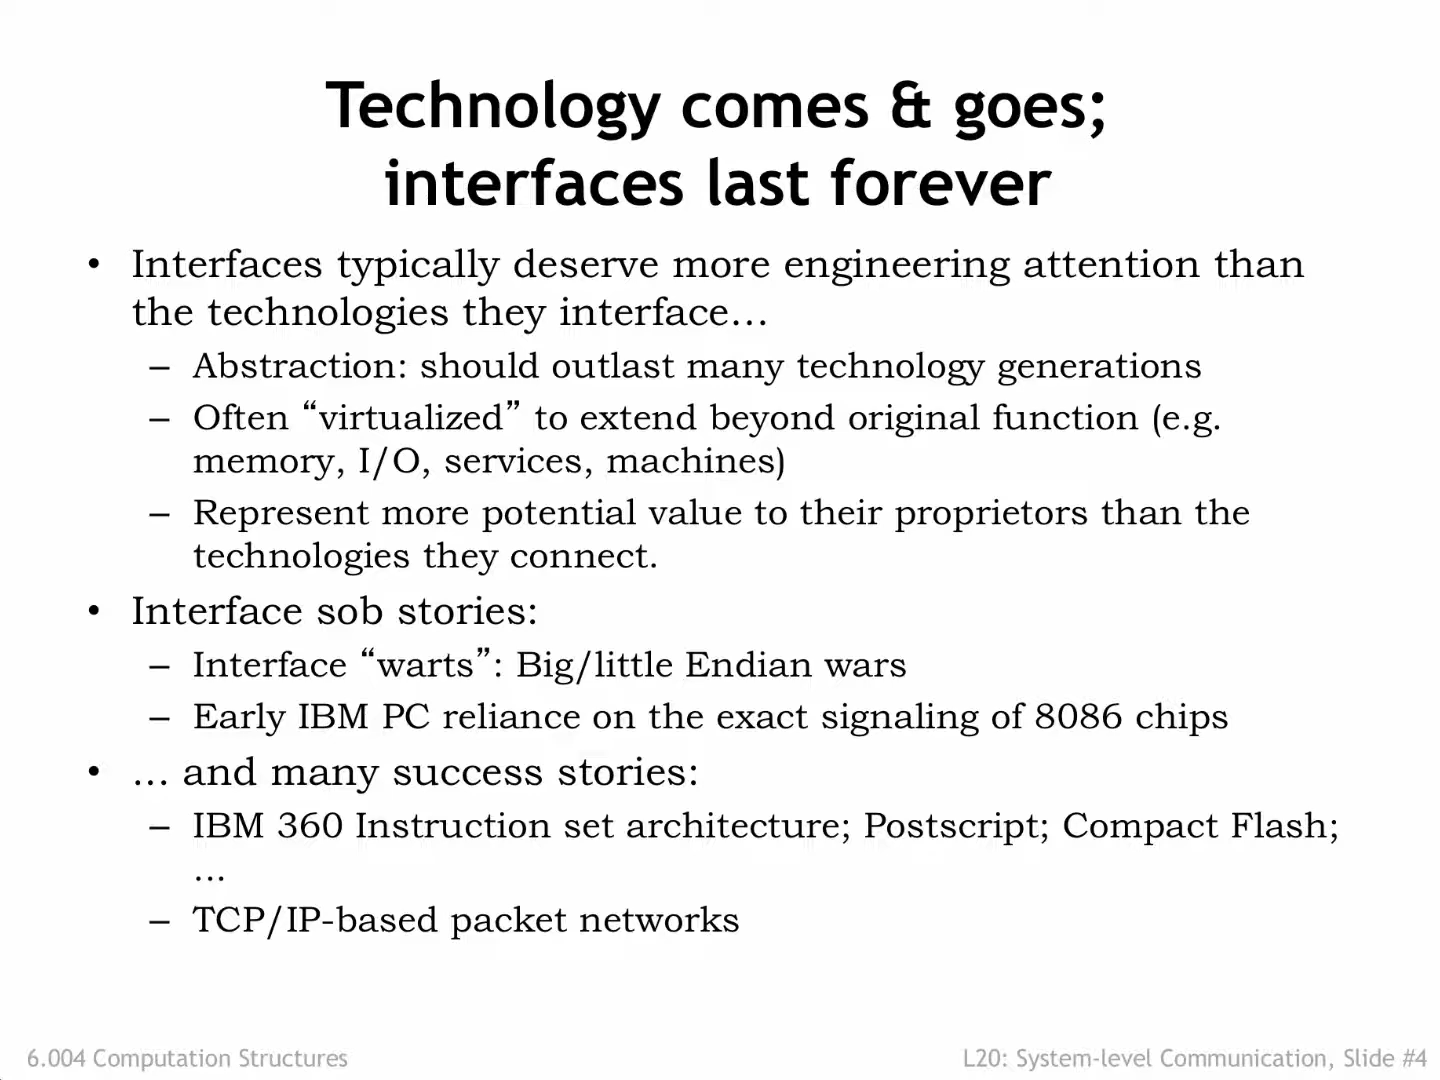 Technology comes & goes;
interfaces last forever
• Interfaces typically deserve more engineering attention than
the technologies they interface…
– Abstraction: should outlast many technology generations
– Often “virtualized” to extend beyond original function (e.g.
memory, I/O, services, machines)
– Represent more potential value to their proprietors than the
technologies they connect.
• Interface sob stories:
– Interface “warts”: Big/little Endian wars
– Early IBM PC reliance on the exact signaling of 8086 chips
• … and many success stories:
– IBM 360 Instruction set architecture; Postscript; Compact Flash;
…
– TCP/IP-based packet networks
6.004 Computation Structures
L20: System-level Communication, Slide #4